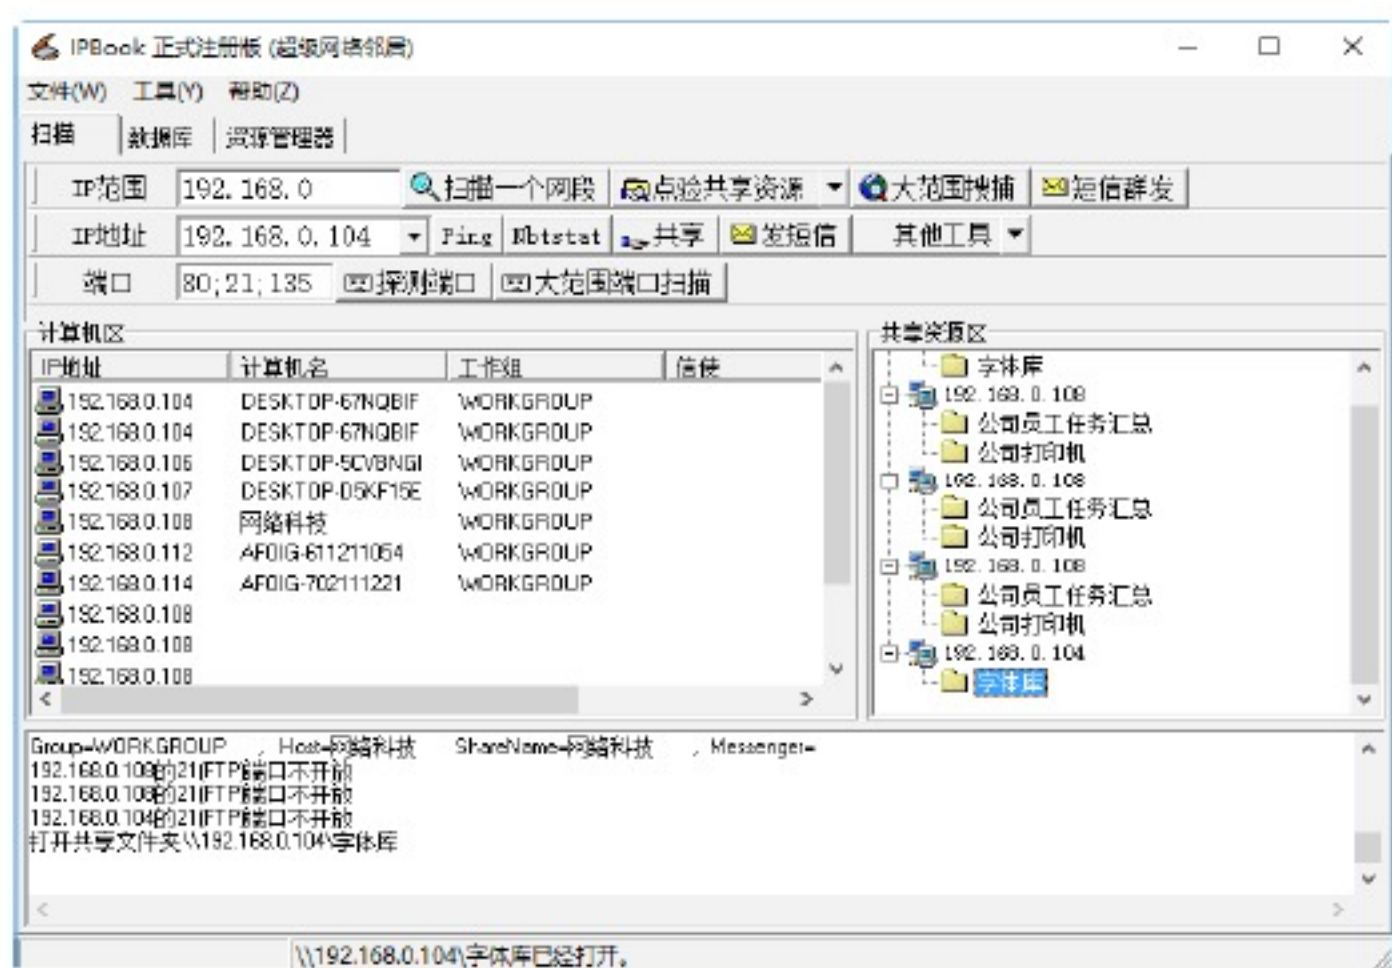 IPBook 正式注册版 (超级网络邻居)
文件(W) 工具(Y) 帮助(Z)
扫描 数据库 资源管理器
IP范围 192.168.0 扫描一个网段 点验共享资源 大范围搜捕 短信群发
IP地址 192.168.0.104 Ping Nbtstat 共享 发短信 其他工具
端口 80;21;135 探测端口 大范围端口扫描
计算机区
IP地址 计算机名 工作组 信使
192.168.0.104 DESKTOP-67NQBIF WORKGROUP
192.168.0.104 DESKTOP-67NQBIF WORKGROUP
192.168.0.106 DESKTOP-5CVBNGI WORKGROUP
192.168.0.107 DESKTOP-D5KF15E WORKGROUP
192.168.0.108 网络科技 WORKGROUP
192.168.0.112 AFOIG-611211054 WORKGROUP
192.168.0.114 AFOIG-702111221 WORKGROUP
192.168.0.108
192.168.0.108
192.168.0.108
共享资源区
字体库
192.168.0.108
公司员工任务汇总
公司打印机
192.168.0.108
公司员工任务汇总
公司打印机
192.168.0.108
公司员工任务汇总
公司打印机
192.168.0.104
字体库
Group=WORKGROUP , Host=网络科技 ShareName=网络科技 , Messenger=
192.168.0.108的21(FTP)端口不开放
192.168.0.108的21(FTP)端口不开放
192.168.0.104的21(FTP)端口不开放
打开共享文件夹\\192.168.0.104\字体库
\\192.168.0.104\字体库已经打开。